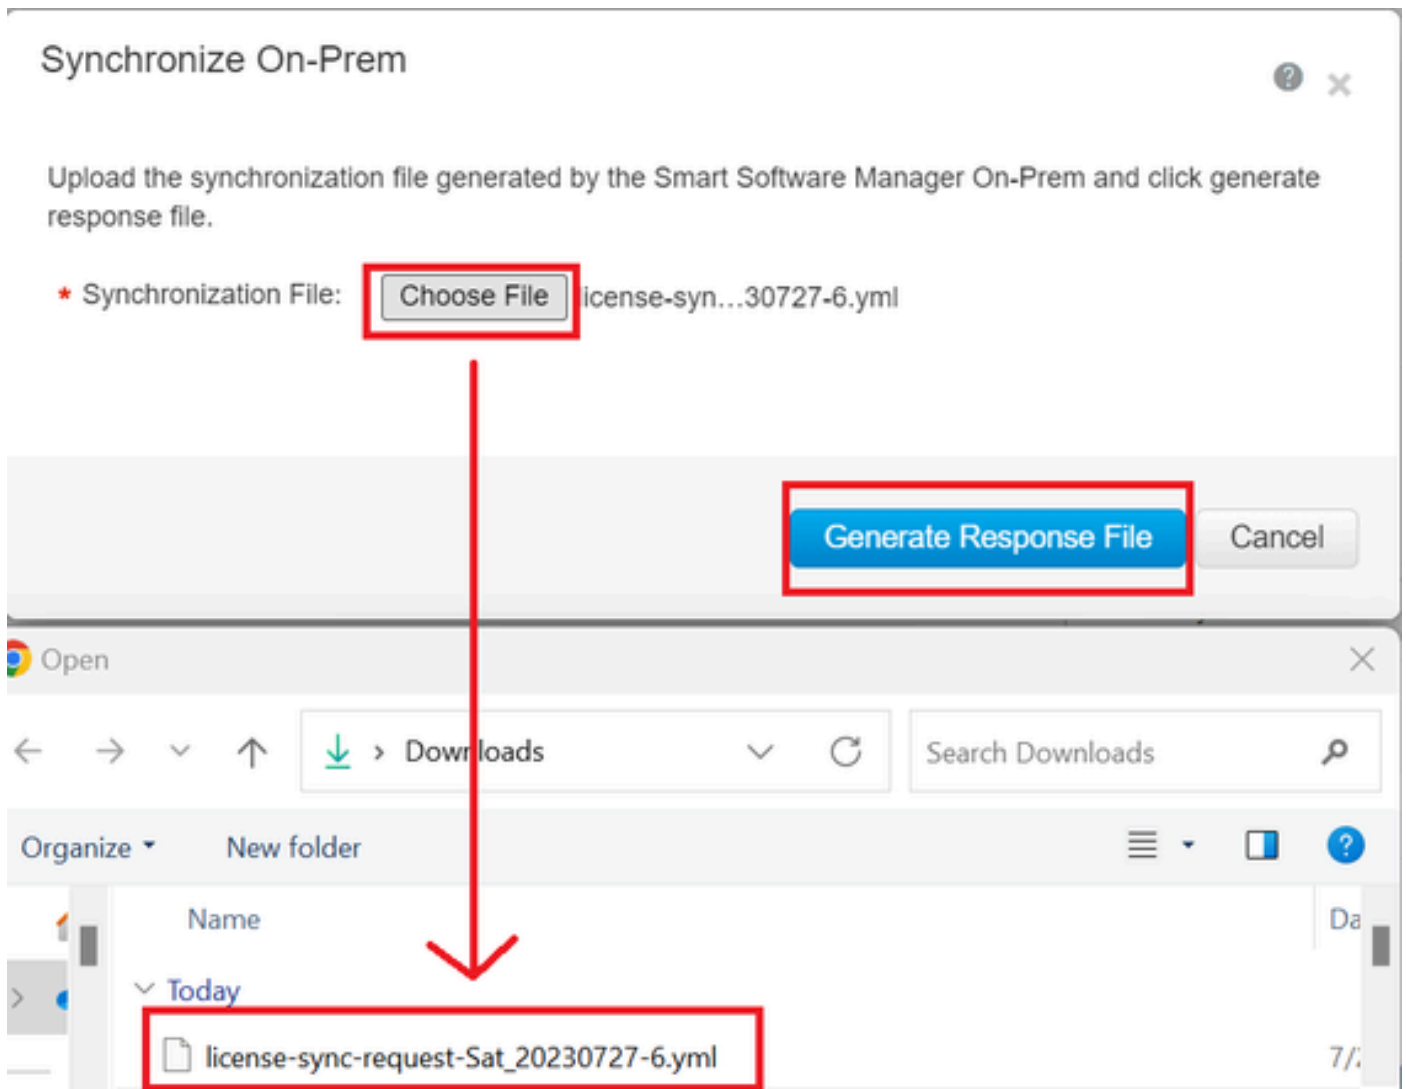 Synchronize On-Prem
Upload the synchronization file generated by the Smart Software Manager On-Prem and click generate
response file.
* Synchronization File: Choose File license-syn...30727-6.yml
Generate Response File Cancel
Open
Downloads Search Downloads
Organize New folder
Name Da
Today
license-sync-request-Sat_20230727-6.yml 7/